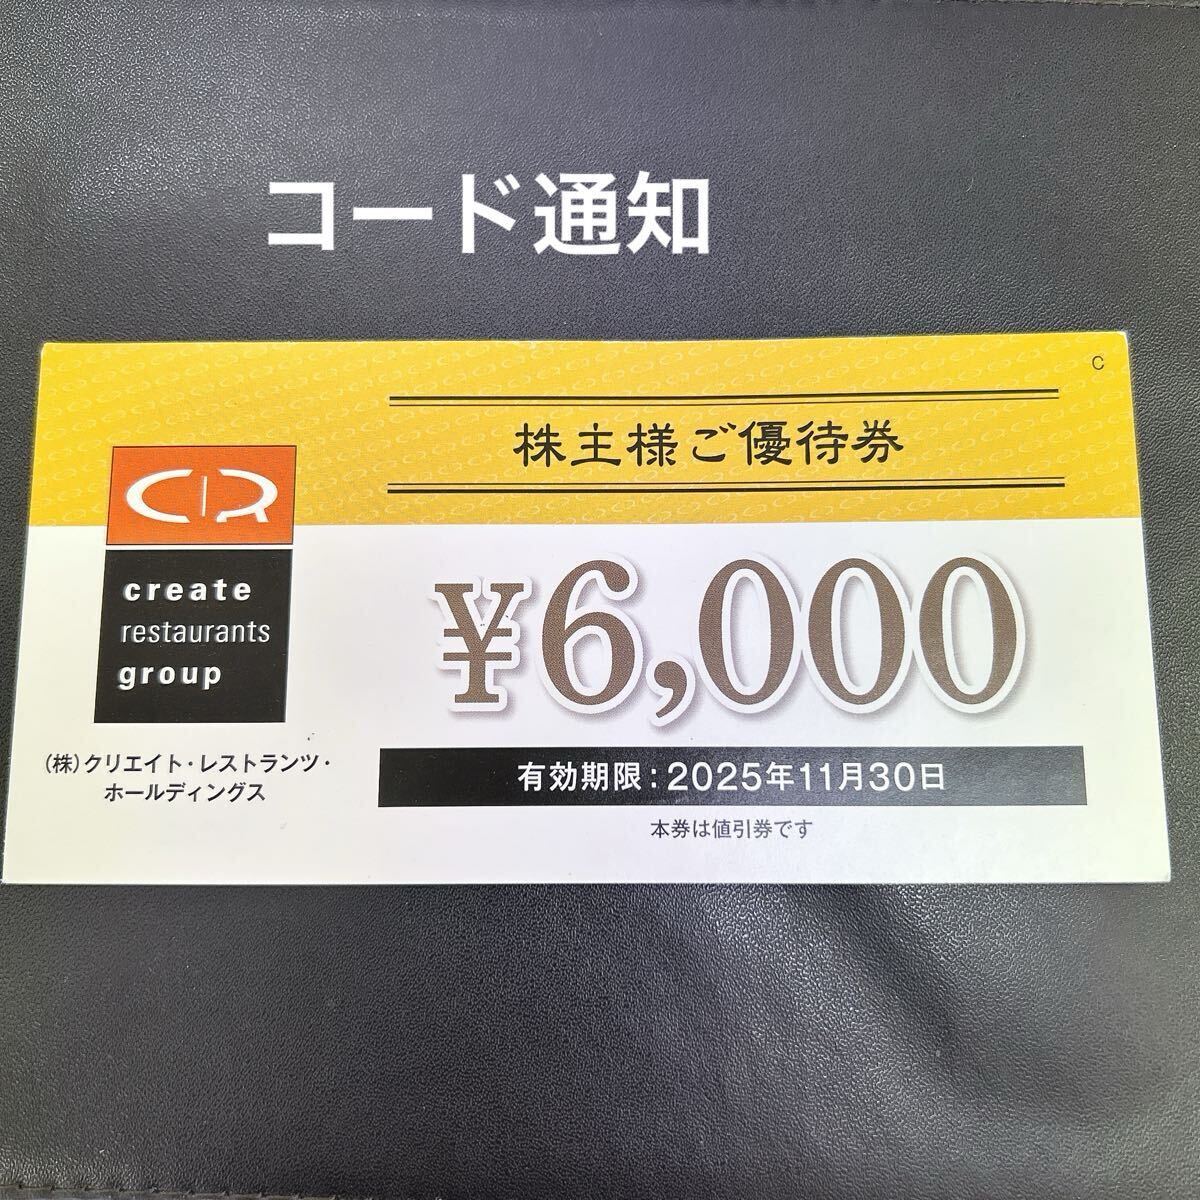 コード通知
C
株主様ご優待券
CR
create
restaurants
group
¥6,000
(株)クリエイト・レストランツ・
ホールディングス
有効期限：2025年11月30日
本券は値引券です